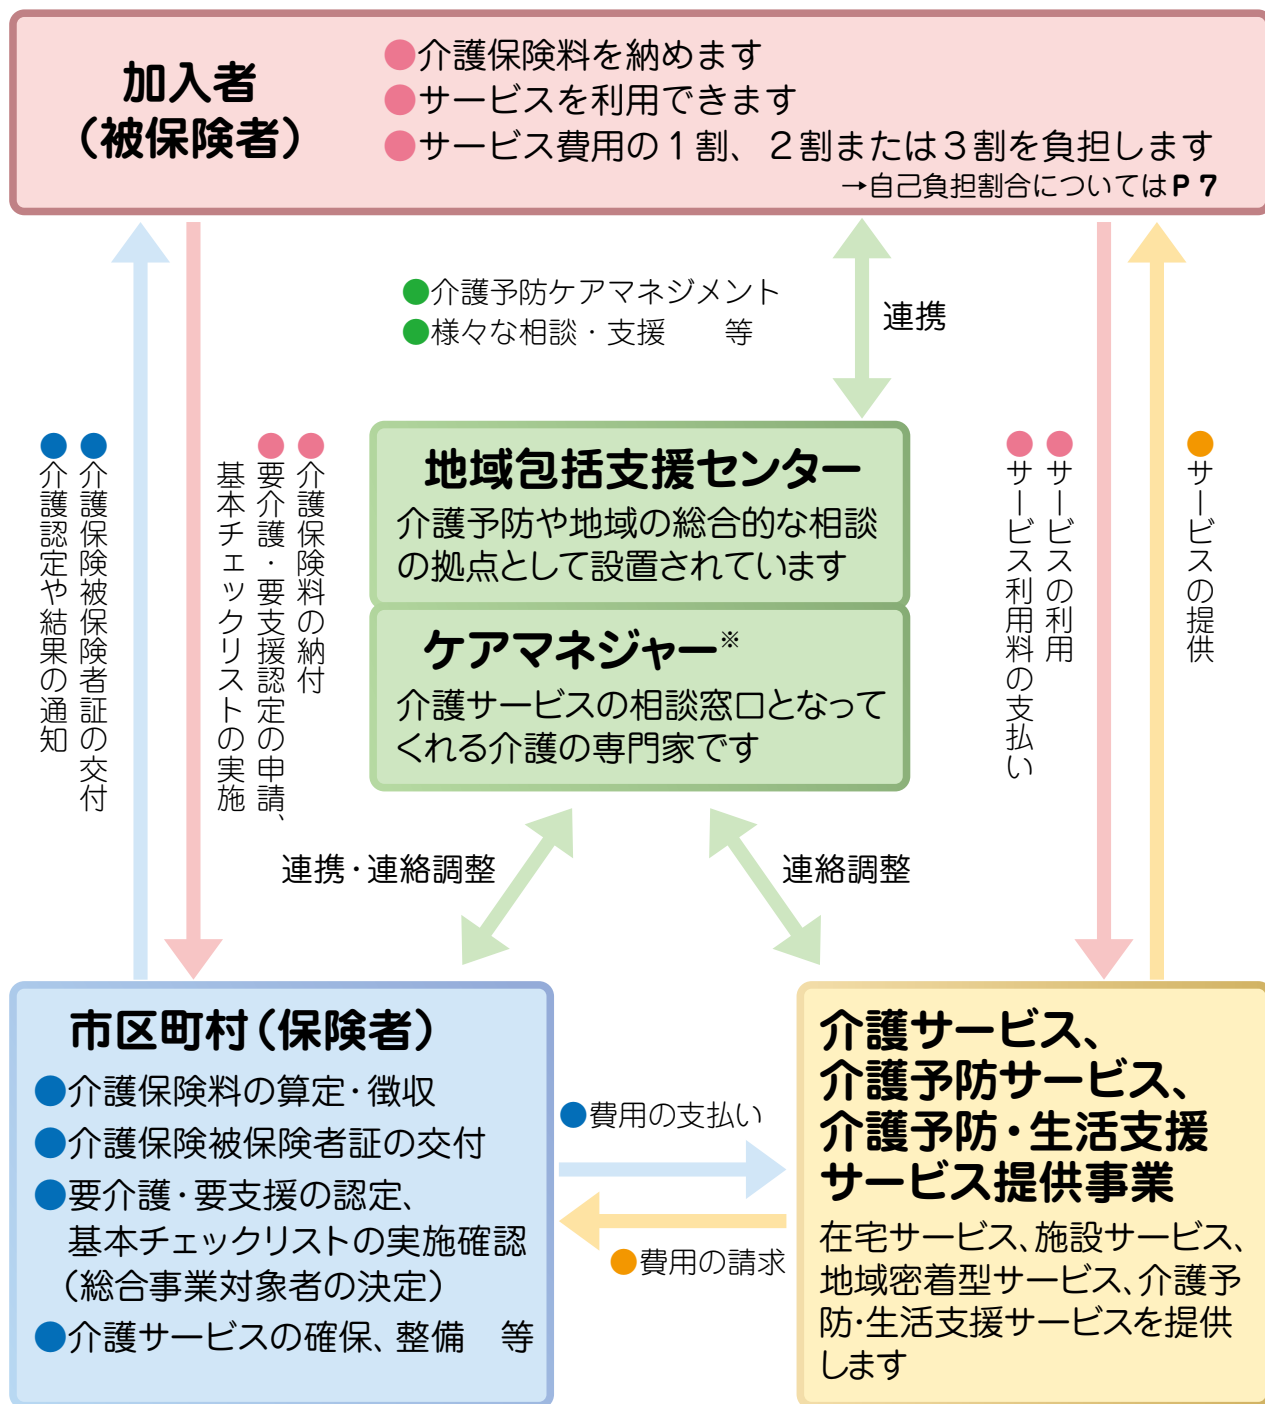 加入者
（被保険者）
●介護保険料を納めます
●サービスを利用できます
●サービス費用の１割、２割または３割を負担します
→自己負担割合についてはＰ７
●介護予防ケアマネジメント
●様々な相談・支援　　等
連携
●介護認定や結果の通知
●介護保険被保険者証の交付
●介護保険料の納付
●要介護・要支援認定の申請、
基本チェックリストの実施
地域包括支援センター
介護予防や地域の総合的な相談
の拠点として設置されています
ケアマネジャー※
介護サービスの相談窓口となって
くれる介護の専門家です
●サービスの利用
●サービス利用料の支払い
●サービスの提供
連携・連絡調整
連絡調整
市区町村（保険者）
●介護保険料の算定・徴収
●介護保険被保険者証の交付
●要介護・要支援の認定、
基本チェックリストの実施確認
（総合事業対象者の決定）
●介護サービスの確保、整備　等
●費用の支払い
●費用の請求
介護サービス、
介護予防サービス、
介護予防・生活支援
サービス提供事業
在宅サービス、施設サービス、
地域密着型サービス、介護予
防・生活支援サービスを提供
します